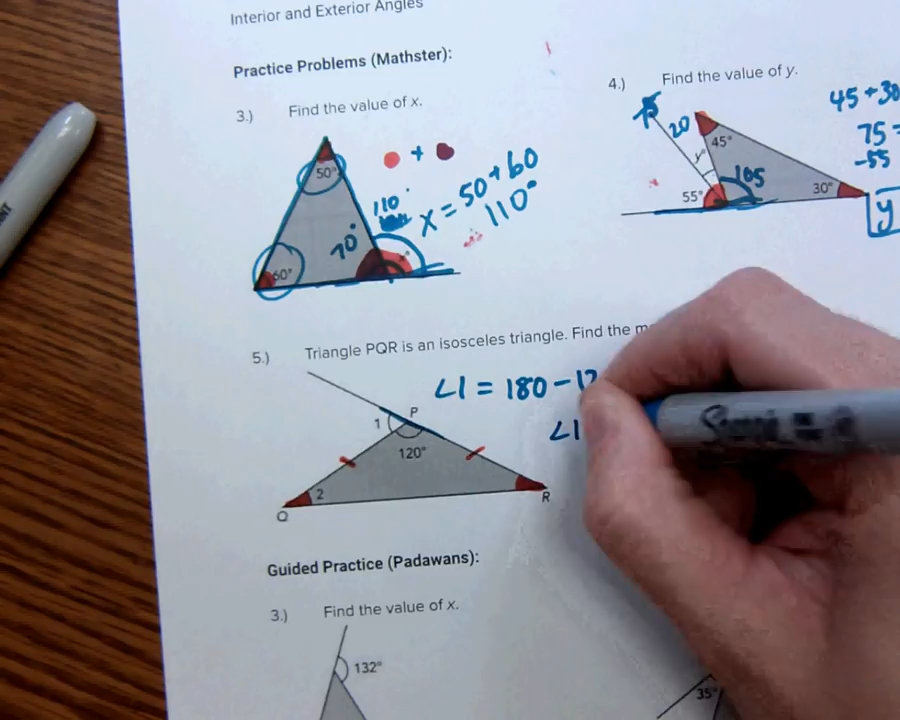 Interior and Exterior Angles
Practice Problems (Mathster):
3.) Find the value of x.
50°
60°
70°
110°
x°
+
x = 50 + 60
110°
4.) Find the value of y.
20
45°
y°
55°
105
30°
45 + 30
75 =
-55
y
5.) Triangle PQR is an isosceles triangle. Find the
P
1
120°
2
Q
R
∠1 = 180 - 12
∠1
Guided Practice (Padawans):
3.) Find the value of x.
132°
35°